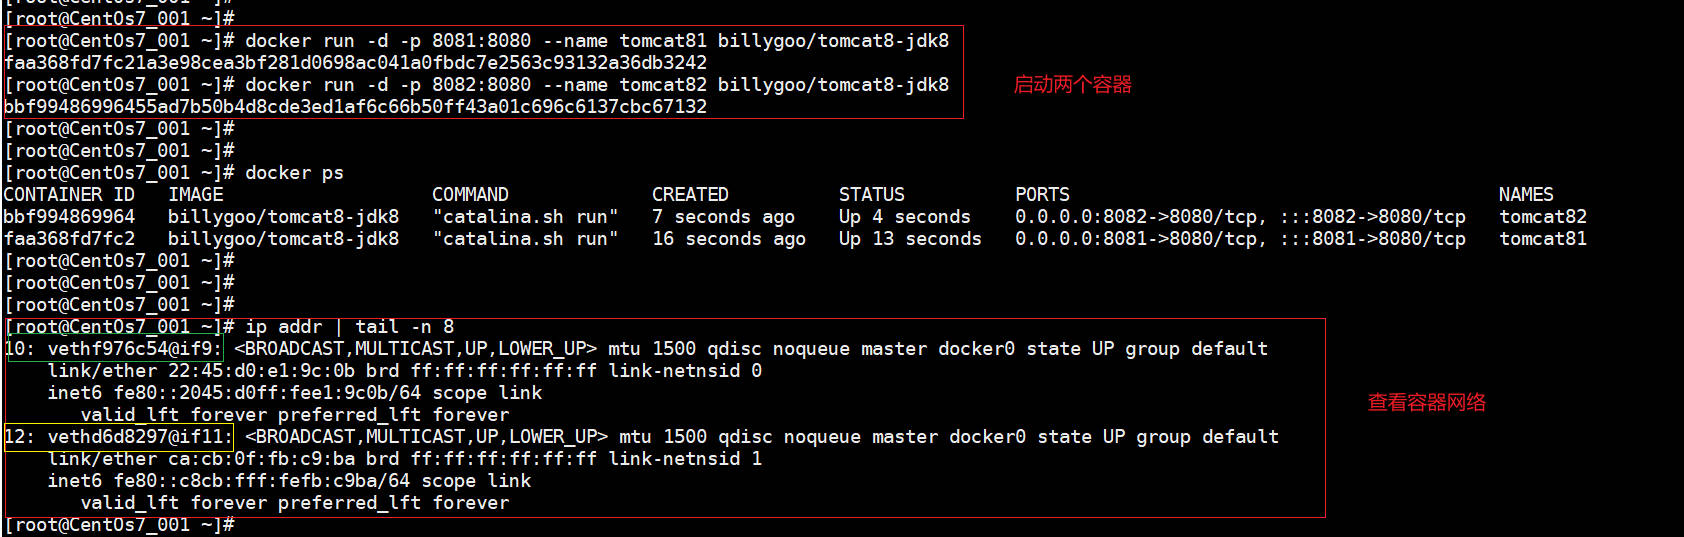 [root@CentOs7_001 ~]#
[root@CentOs7_001 ~]# docker run -d -p 8081:8080 --name tomcat81 billygoo/tomcat8-jdk8
faa368fd7fc21a3e98cea3bf281d0698ac041a0fbdc7e2563c93132a36db3242
[root@CentOs7_001 ~]# docker run -d -p 8082:8080 --name tomcat82 billygoo/tomcat8-jdk8
启动两个容器
bbf99486996455ad7b50b4d8cde3ed1af6c66b50ff43a01c696c6137cbc67132
[root@CentOs7_001 ~]#
[root@CentOs7_001 ~]#
[root@CentOs7_001 ~]# docker ps
CONTAINER ID   IMAGE                   COMMAND             CREATED          STATUS          PORTS                                       NAMES
bbf994869964   billygoo/tomcat8-jdk8   "catalina.sh run"   7 seconds ago    Up 4 seconds    0.0.0.0:8082->8080/tcp, :::8082->8080/tcp   tomcat82
faa368fd7fc2   billygoo/tomcat8-jdk8   "catalina.sh run"   16 seconds ago   Up 13 seconds   0.0.0.0:8081->8080/tcp, :::8081->8080/tcp   tomcat81
[root@CentOs7_001 ~]#
[root@CentOs7_001 ~]#
[root@CentOs7_001 ~]#
[root@CentOs7_001 ~]# ip addr | tail -n 8
10: vethf976c54@if9: <BROADCAST,MULTICAST,UP,LOWER_UP> mtu 1500 qdisc noqueue master docker0 state UP group default
    link/ether 22:45:d0:e1:9c:0b brd ff:ff:ff:ff:ff:ff link-netnsid 0
    inet6 fe80::2045:d0ff:fee1:9c0b/64 scope link
查看容器网络
       valid_lft forever preferred_lft forever
12: vethd6d8297@if11: <BROADCAST,MULTICAST,UP,LOWER_UP> mtu 1500 qdisc noqueue master docker0 state UP group default
    link/ether ca:cb:0f:fb:c9:ba brd ff:ff:ff:ff:ff:ff link-netnsid 1
    inet6 fe80::c8cb:fff:fefb:c9ba/64 scope link
       valid_lft forever preferred_lft forever
[root@CentOs7_001 ~]#